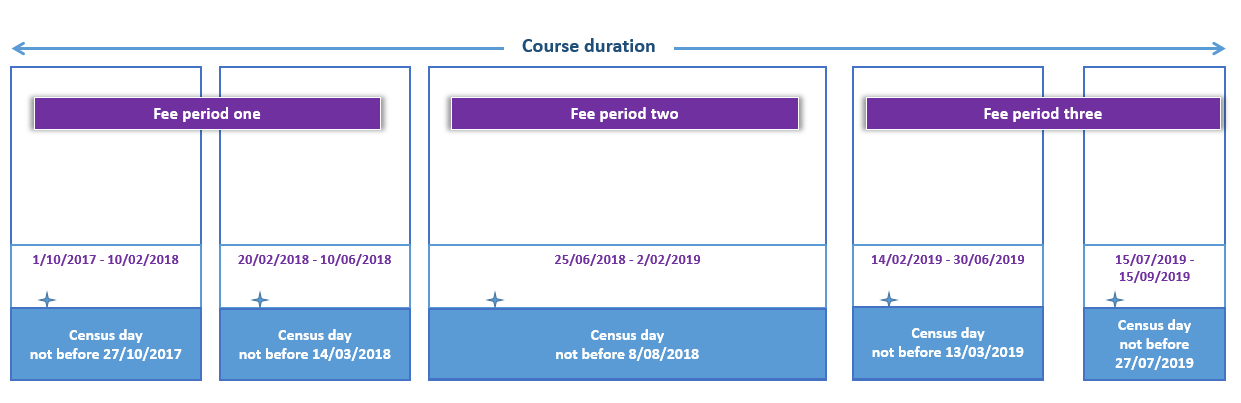 Course duration
Fee period one
Fee period two
Fee period three
1/10/2017 - 10/02/2018
20/02/2018 - 10/06/2018
25/06/2018 - 2/02/2019
14/02/2019 - 30/06/2019
15/07/2019 -
15/09/2019
Census day
not before 27/10/2017
Census day
not before 14/03/2018
Census day
not before 8/08/2018
Census day
not before 13/03/2019
Census day
not before
27/07/2019